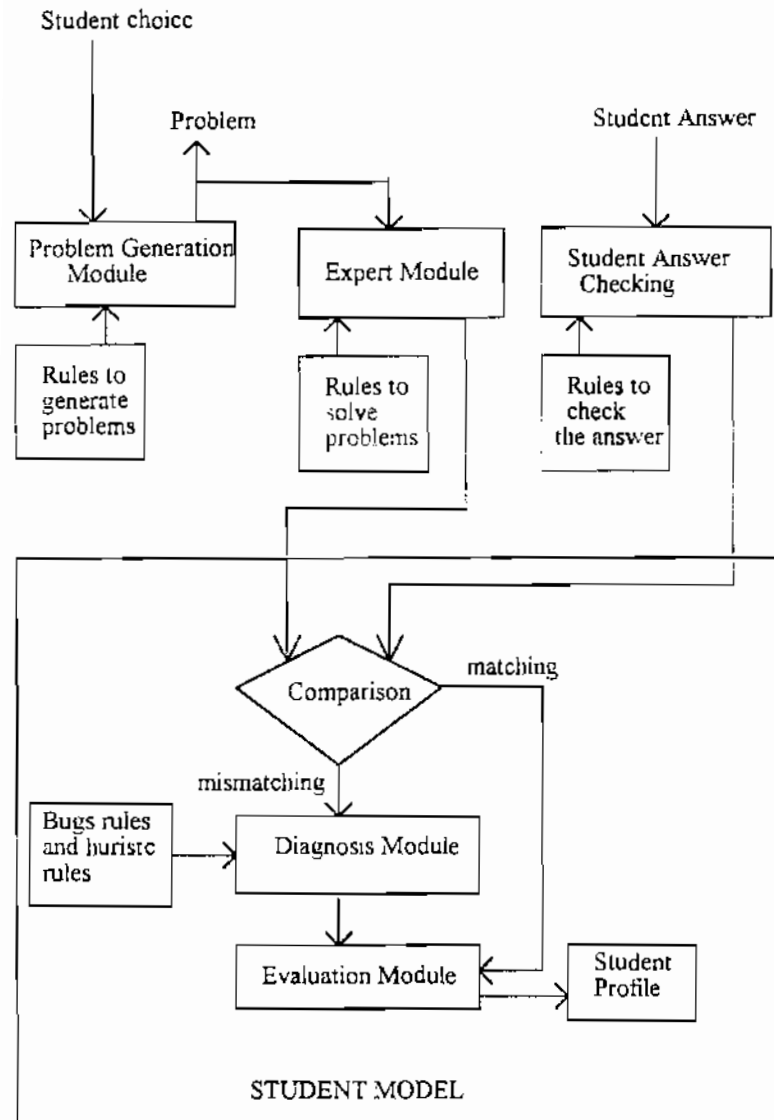 Student choice
Problem
Student Answer
Problem Generation
Module
Expert Module
Student Answer
Checking
Rules to
generate
problems
Rules to
solve
problems
Rules to
check
the answer
matching
Comparison
mismatching
Bugs rules
and huristc
rules
Diagnosis Module
Evaluation Module
Student
Profile
STUDENT MODEL